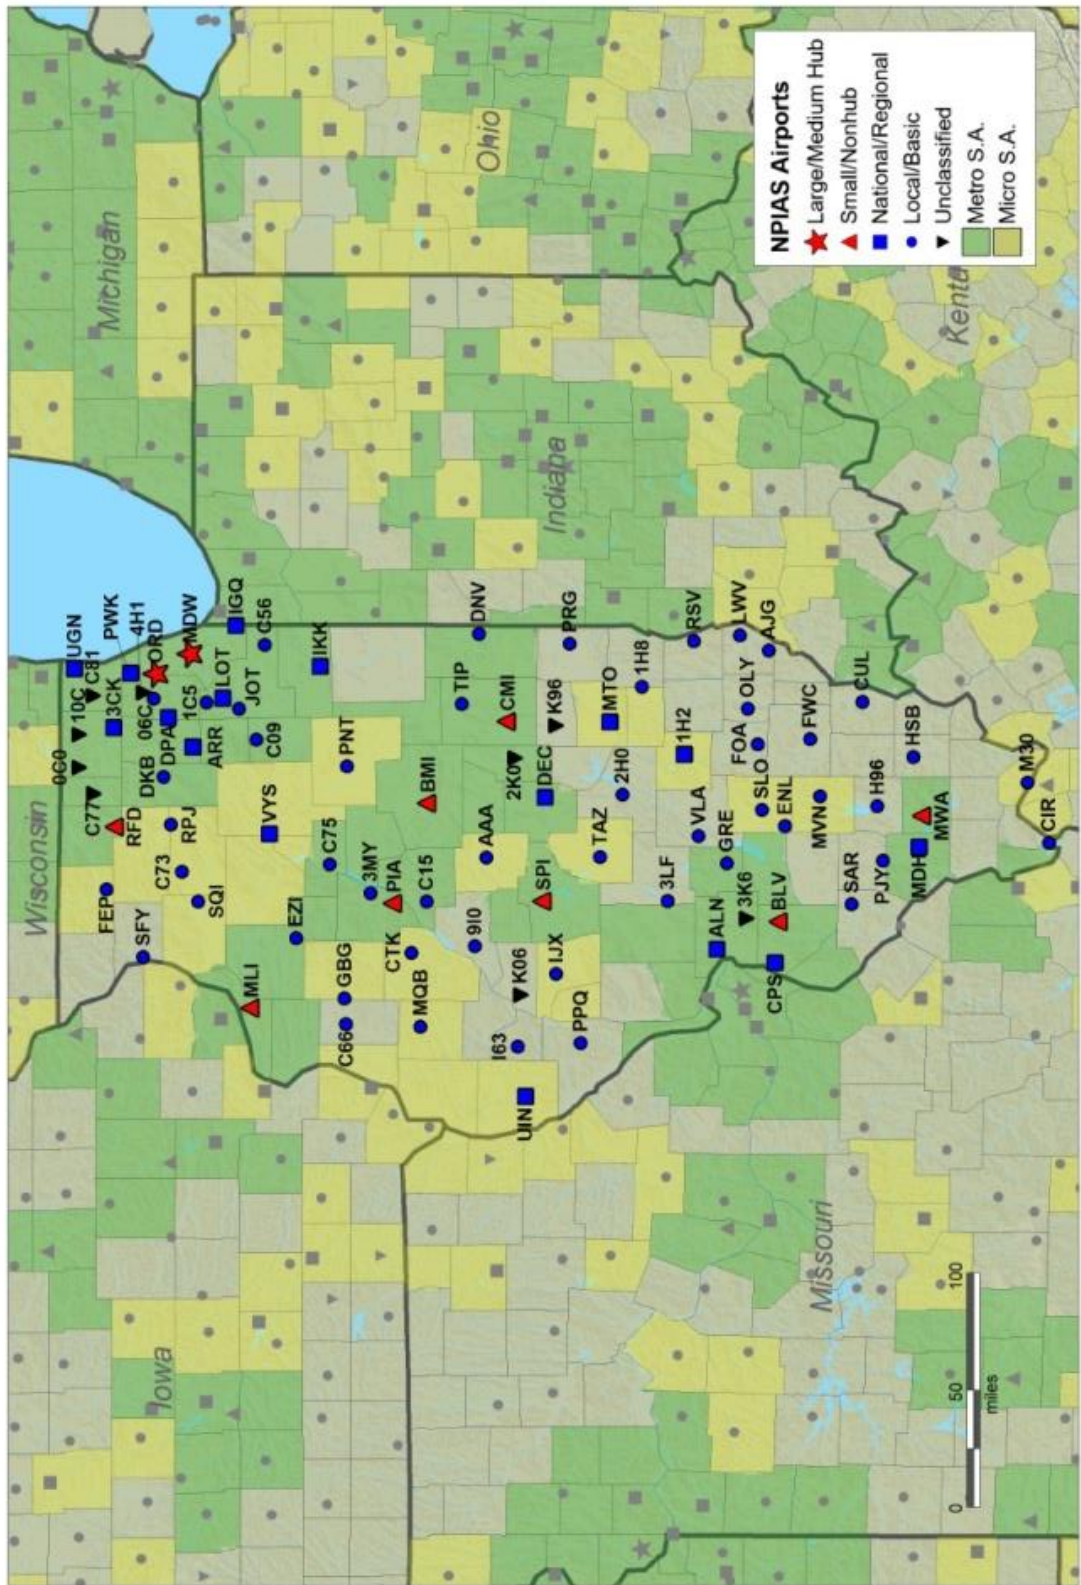 Wisconsin
Michigan
Iowa
Ohio
Indiana
Missouri
Kentu
UGN
10C
0C0
C81
C77
3CK
PWK
FEP
RFD
4H1
06C
ORD
SFY
DKB
DPA
RPJ
C73
1C5
MDW
SQI
ARR
LOT
IGQ
JOT
MLI
C09
C56
VYS
EZI
IKK
C75
PNT
GBG
C66
3MY
PIA
CTK
MQB
C15
BMI
TIP
DNV
9I0
AAA
CMI
I63
K06
2K0
UIN
SPI
DEC
K96
IJX
PRG
PPQ
TAZ
MTO
2H0
1H8
3LF
1H2
RSV
VLA
ALN
GRE
LWV
3K6
OLY
FOA
SLO
AJG
CPS
BLV
ENL
FWC
MVN
SAR
CUL
H96
PJY
HSB
MDH
MWA
M30
CIR
NPIAS Airports
Large/Medium Hub
Small/Nonhub
National/Regional
Local/Basic
Unclassified
Metro S.A.
Micro S.A.
0 50 100
miles